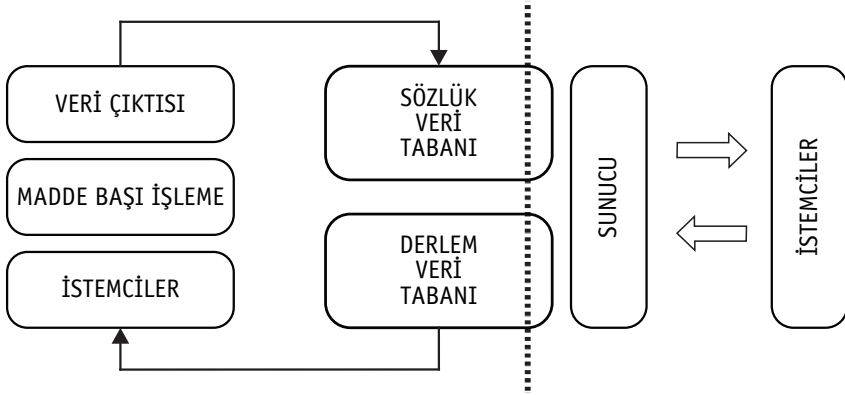 VERİ ÇIKTISI
MADDE BAŞI İŞLEME
İSTEMCİLER
SÖZLÜK
VERİ
TABANI
DERLEM
VERİ
TABANI
SUNUCU
İSTEMCİLER